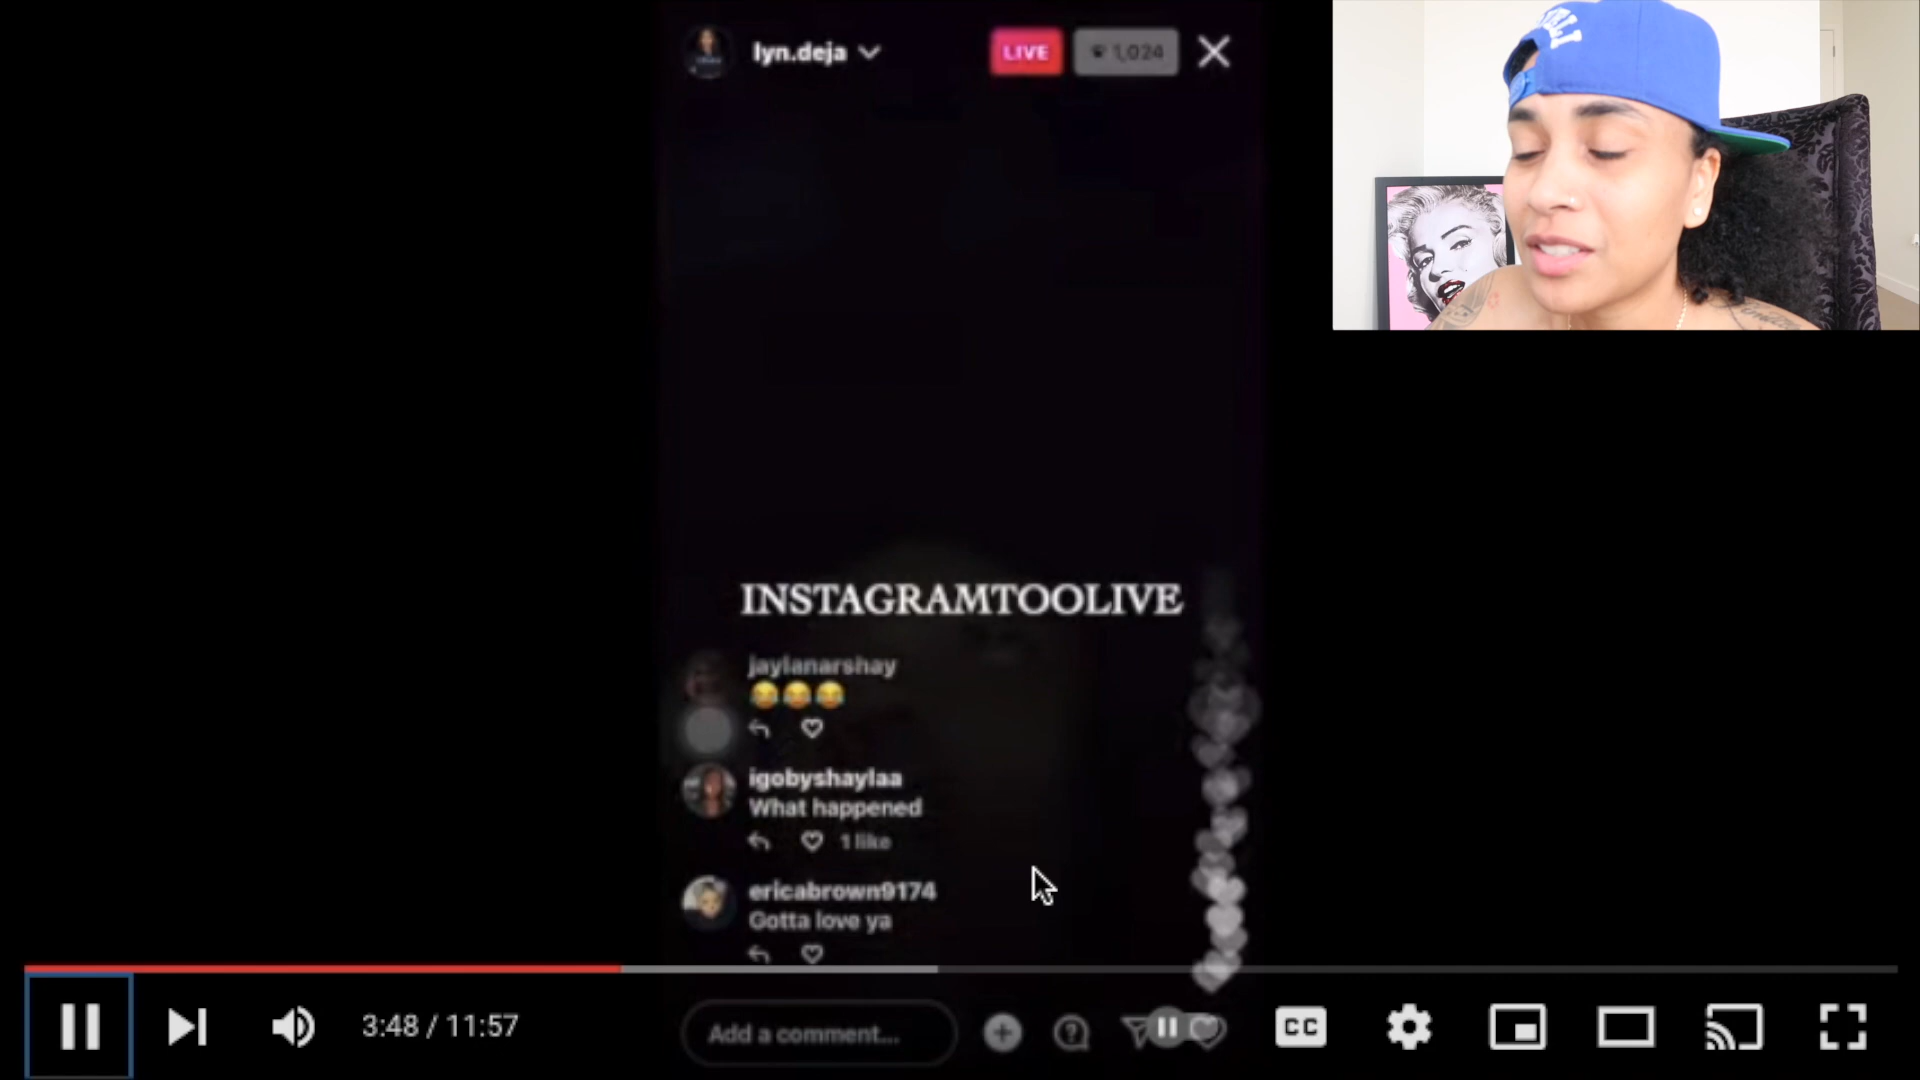 lyn.deja
LIVE
1,024
INSTAGRAMTOOLIVE
jaylanarshay
😂😂😂
igobyshaylaa
What happened
1 like
ericabrown9174
Gotta love ya
3:48 / 11:57
Add a comment...
CC